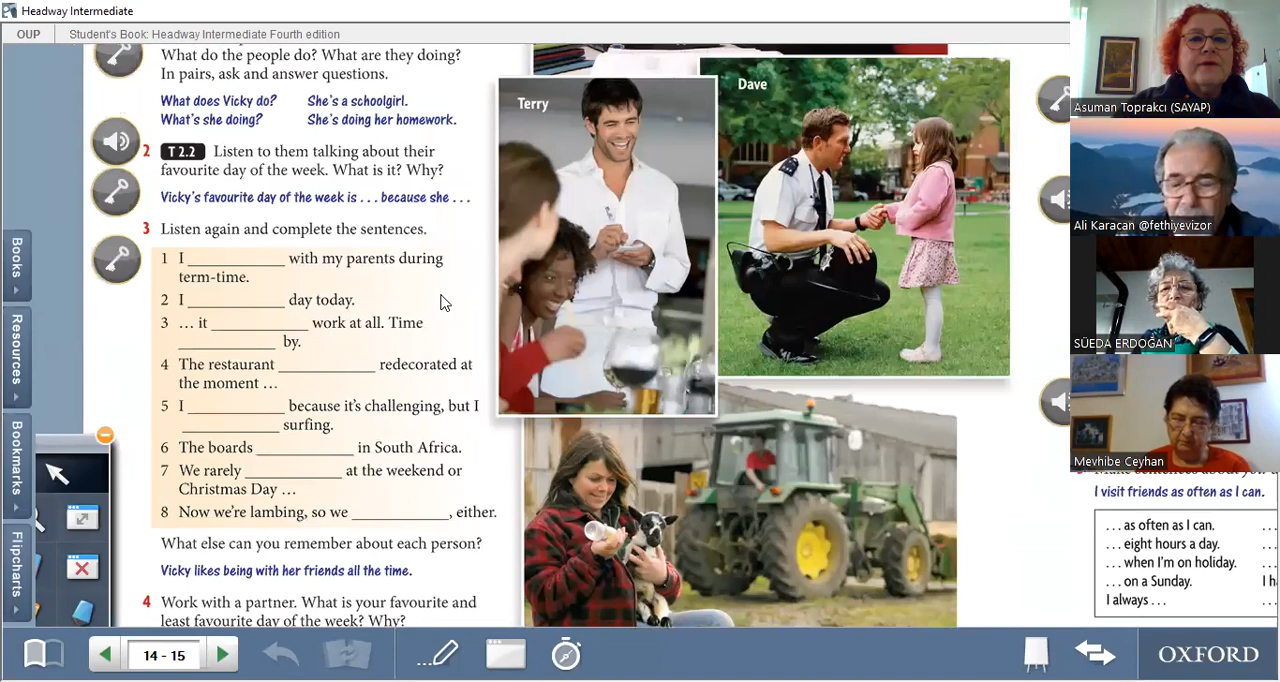 Headway Intermediate
OUP
Student's Book: Headway Intermediate Fourth edition
What do the people do? What are they doing?
In pairs, ask and answer questions.
What does Vicky do? She's a schoolgirl.
What's she doing? She's doing her homework.
2 T 2.2 Listen to them talking about their
favourite day of the week. What is it? Why?
Vicky's favourite day of the week is . . . because she . . .
3 Listen again and complete the sentences.
1 I ____________ with my parents during
term-time.
2 I ____________ day today.
3 … it ____________ work at all. Time
____________ by.
4 The restaurant ____________ redecorated at
the moment …
5 I ____________ because it's challenging, but I
____________ surfing.
6 The boards ____________ in South Africa.
7 We rarely ____________ at the weekend or
Christmas Day …
8 Now we're lambing, so we ____________, either.
What else can you remember about each person?
Vicky likes being with her friends all the time.
4 Work with a partner. What is your favourite and
least favourite day of the week? Why?
Terry
Dave
Books
Resources
Bookmarks
Flipcharts
Asuman Toprakcı (SAYAP)
Ali Karacan @fethiyevizor
SÜEDA ERDOĞAN
Mevhibe Ceyhan
I visit friends as often as I can.
. . . as often as I can.
. . . eight hours a day.
. . . when I'm on holiday.
. . . on a Sunday.
I always . . .
14 - 15
OXFORD